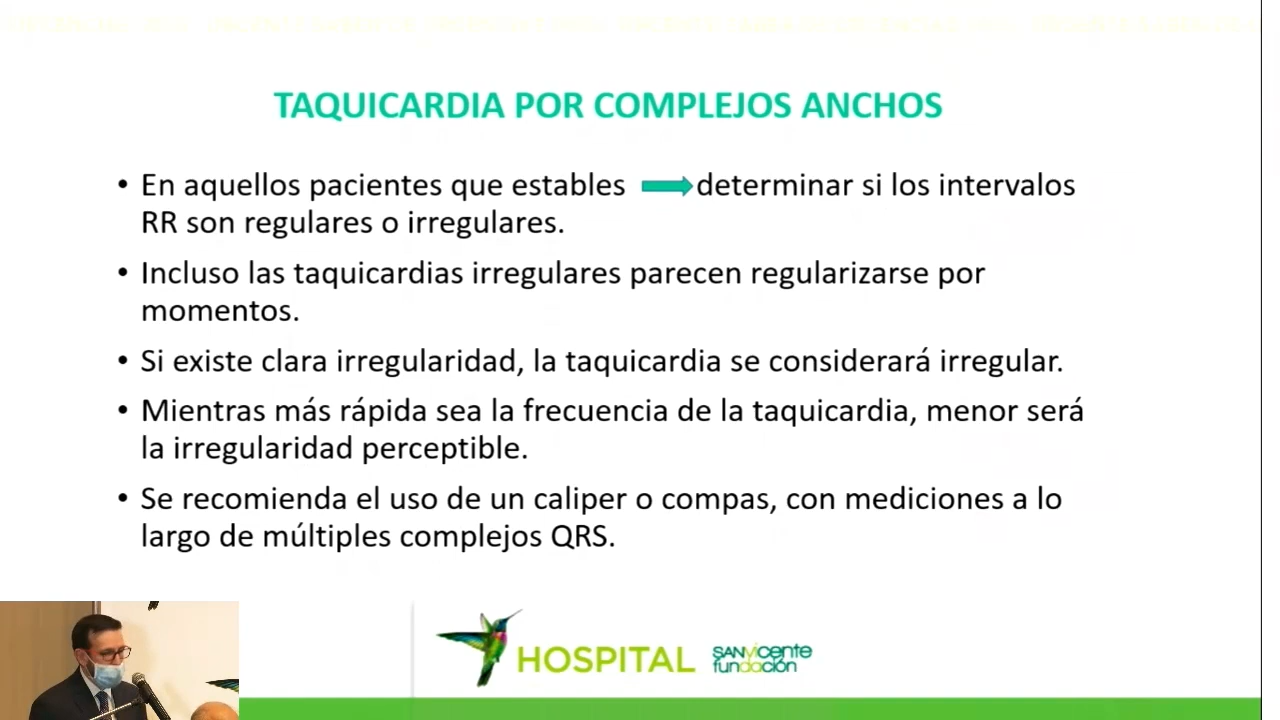 TAQUICARDIA POR COMPLEJOS ANCHOS
• En aquellos pacientes que estables determinar si los intervalos
RR son regulares o irregulares.
• Incluso las taquicardias irregulares parecen regularizarse por
momentos.
• Si existe clara irregularidad, la taquicardia se considerará irregular.
• Mientras más rápida sea la frecuencia de la taquicardia, menor será
la irregularidad perceptible.
• Se recomienda el uso de un caliper o compas, con mediciones a lo
largo de múltiples complejos QRS.
HOSPITAL
SANVICENTE
fundación